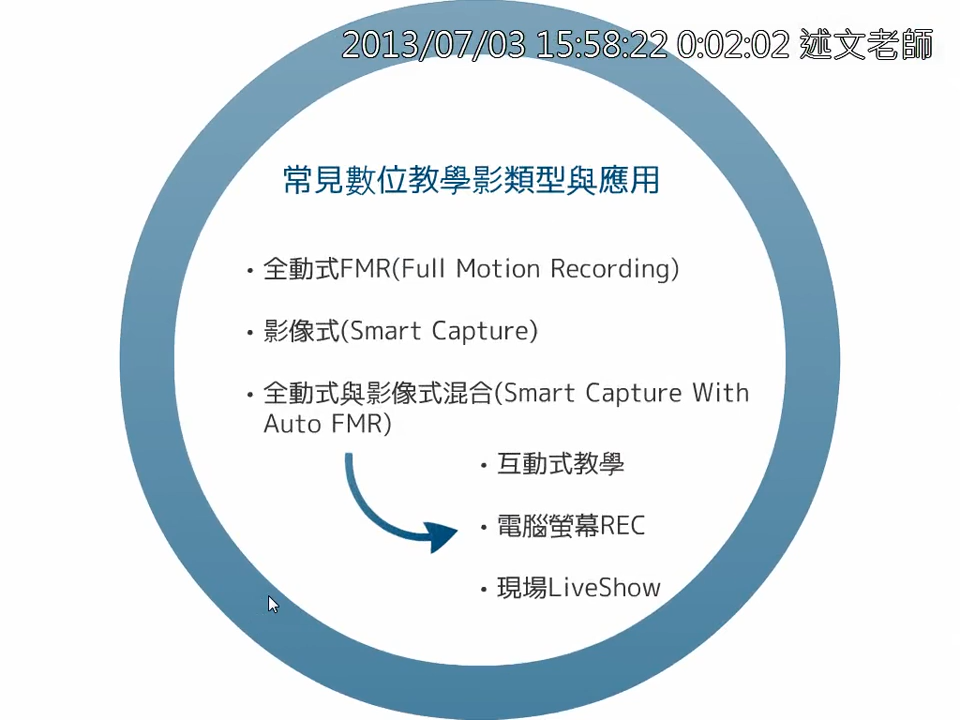 2013/07/03 15:58:22 0:02:02 述文老師
常見數位教學影類型與應用
• 全動式FMR(Full Motion Recording)
• 影像式(Smart Capture)
• 全動式與影像式混合(Smart Capture With
Auto FMR)
• 互動式教學
• 電腦螢幕REC
• 現場LiveShow